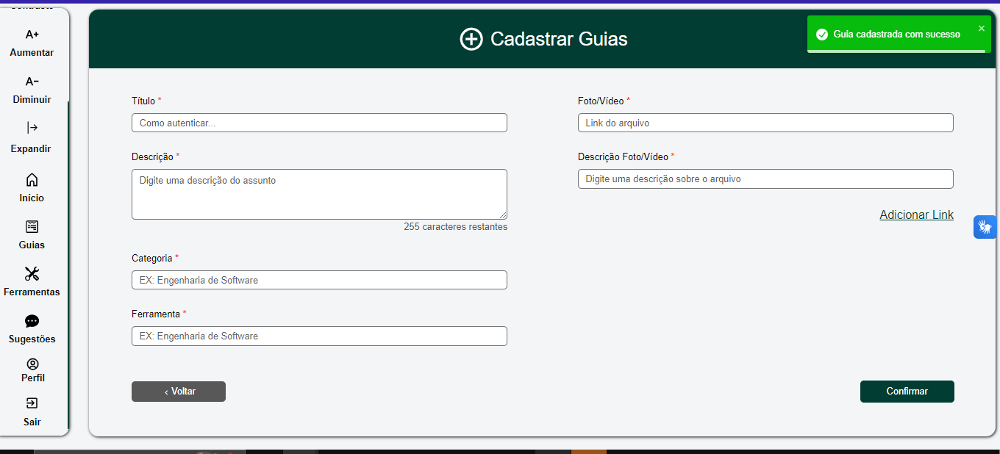 A+
Aumentar
A−
Diminuir
Expandir
Início
Guias
Ferramentas
Sugestões
Perfil
Sair
Cadastrar Guias
Guia cadastrada com sucesso
×
Título *
Como autenticar...
Descrição *
Digite uma descrição do assunto
255 caracteres restantes
Categoria *
EX: Engenharia de Software
Ferramenta *
EX: Engenharia de Software
Foto/Vídeo *
Link do arquivo
Descrição Foto/Vídeo *
Digite uma descrição sobre o arquivo
Adicionar Link
‹ Voltar
Confirmar